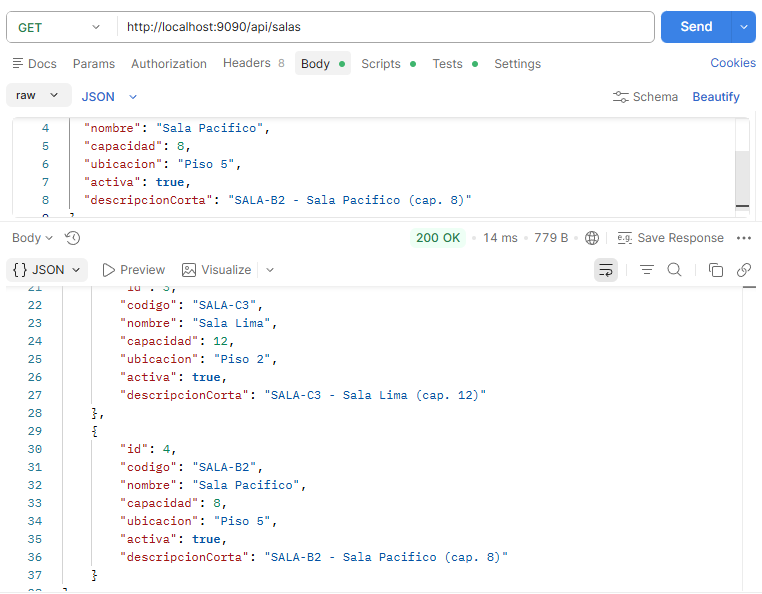 GET http://localhost:9090/api/salas Send
Docs Params Authorization Headers 8 Body Scripts Tests Settings Cookies
raw JSON Schema Beautify
4 "nombre": "Sala Pacifico",
5 "capacidad": 8,
6 "ubicacion": "Piso 5",
7 "activa": true,
8 "descripcionCorta": "SALA-B2 - Sala Pacifico (cap. 8)"
Body 200 OK 14 ms 779 B e.g. Save Response
{} JSON Preview Visualize
21 "id": 3,
22 "codigo": "SALA-C3",
23 "nombre": "Sala Lima",
24 "capacidad": 12,
25 "ubicacion": "Piso 2",
26 "activa": true,
27 "descripcionCorta": "SALA-C3 - Sala Lima (cap. 12)"
28 },
29 {
30 "id": 4,
31 "codigo": "SALA-B2",
32 "nombre": "Sala Pacifico",
33 "capacidad": 8,
34 "ubicacion": "Piso 5",
35 "activa": true,
36 "descripcionCorta": "SALA-B2 - Sala Pacifico (cap. 8)"
37 }